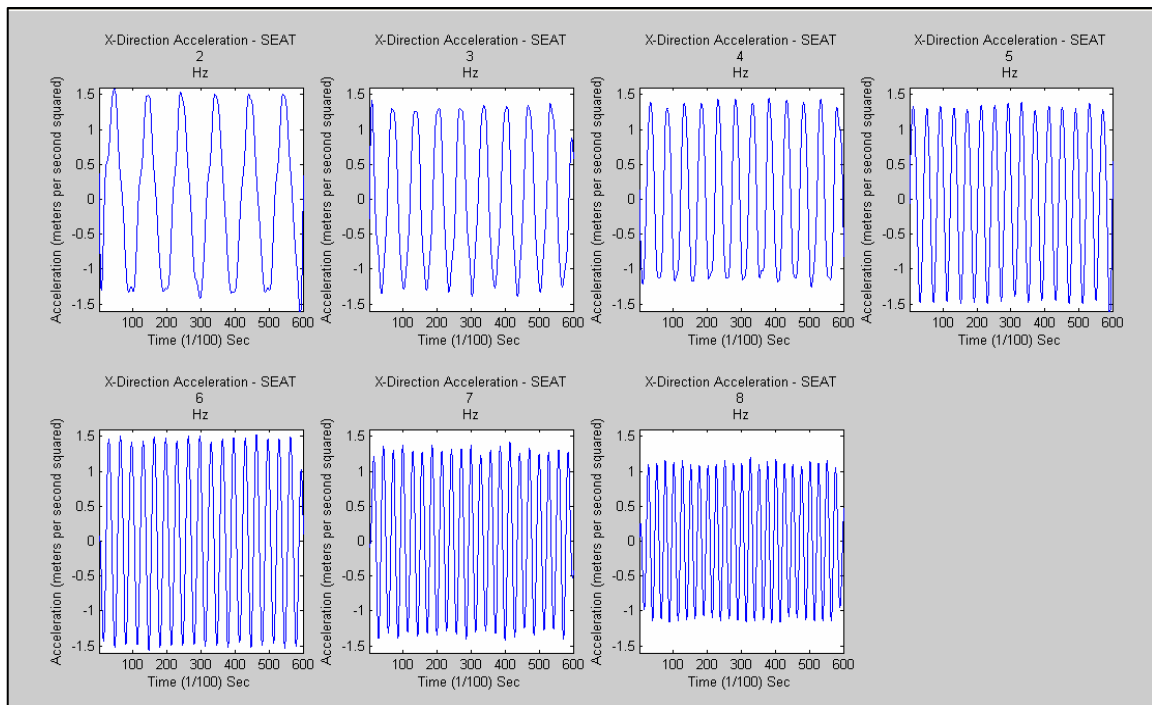 X-Direction Acceleration - SEAT
2
Hz
Acceleration (meters per second squared)
1.5
1
0.5
0
-0.5
-1
-1.5
100 200 300 400 500 600
Time (1/100) Sec
X-Direction Acceleration - SEAT
3
Hz
Acceleration (meters per second squared)
1.5
1
0.5
0
-0.5
-1
-1.5
100 200 300 400 500 600
Time (1/100) Sec
X-Direction Acceleration - SEAT
4
Hz
Acceleration (meters per second squared)
1.5
1
0.5
0
-0.5
-1
-1.5
100 200 300 400 500 600
Time (1/100) Sec
X-Direction Acceleration - SEAT
5
Hz
Acceleration (meters per second squared)
1.5
1
0.5
0
-0.5
-1
-1.5
100 200 300 400 500 600
Time (1/100) Sec
X-Direction Acceleration - SEAT
6
Hz
Acceleration (meters per second squared)
1.5
1
0.5
0
-0.5
-1
-1.5
100 200 300 400 500 600
Time (1/100) Sec
X-Direction Acceleration - SEAT
7
Hz
Acceleration (meters per second squared)
1.5
1
0.5
0
-0.5
-1
-1.5
100 200 300 400 500 600
Time (1/100) Sec
X-Direction Acceleration - SEAT
8
Hz
Acceleration (meters per second squared)
1.5
1
0.5
0
-0.5
-1
-1.5
100 200 300 400 500 600
Time (1/100) Sec